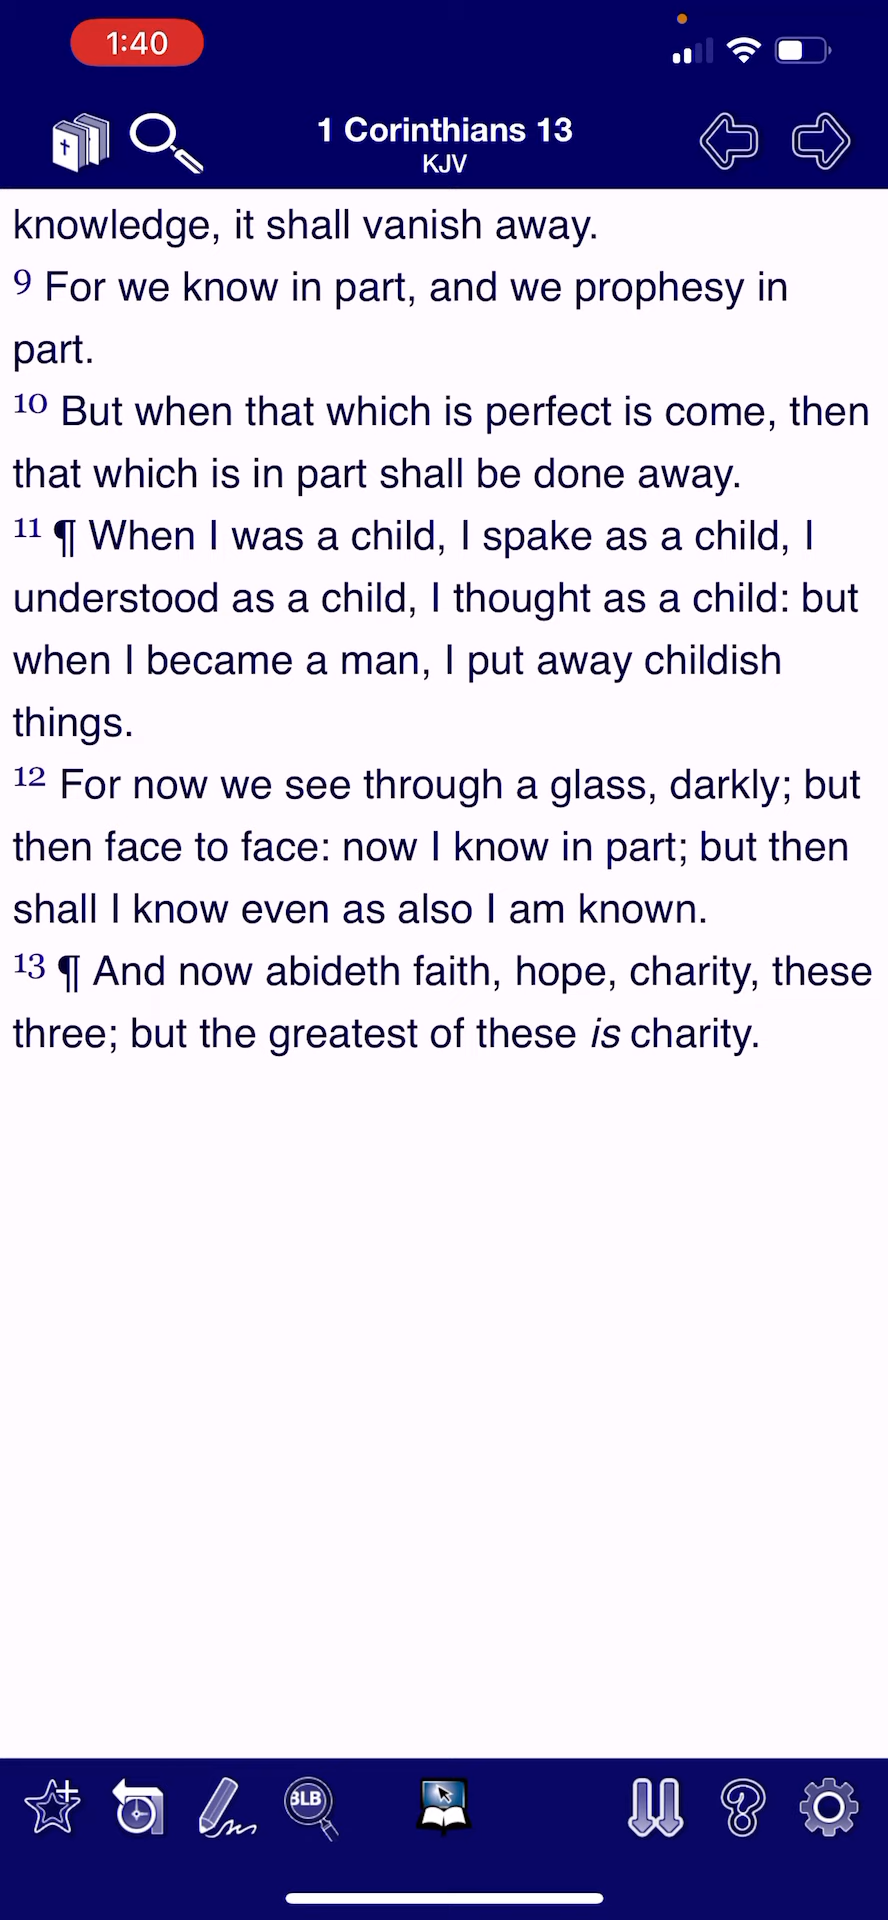 1:40
1 Corinthians 13
KJV
knowledge, it shall vanish away.
9 For we know in part, and we prophesy in
part.
10 But when that which is perfect is come, then
that which is in part shall be done away.
11 ¶ When I was a child, I spake as a child, I
understood as a child, I thought as a child: but
when I became a man, I put away childish
things.
12 For now we see through a glass, darkly; but
then face to face: now I know in part; but then
shall I know even as also I am known.
13 ¶ And now abideth faith, hope, charity, these
three; but the greatest of these is charity.
BLB